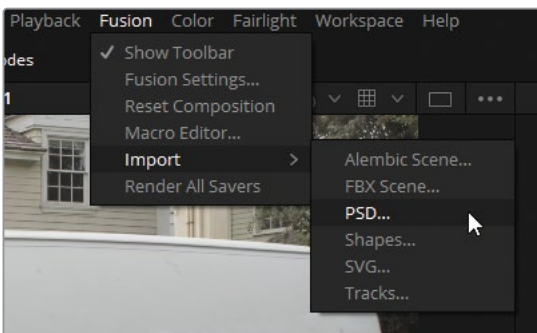 Playback Fusion Color Fairlight Workspace Help
odes
1
✓ Show Toolbar
Fusion Settings...
Reset Composition
Macro Editor...
Import >
Render All Savers
Alembic Scene...
FBX Scene...
PSD...
Shapes...
SVG...
Tracks...